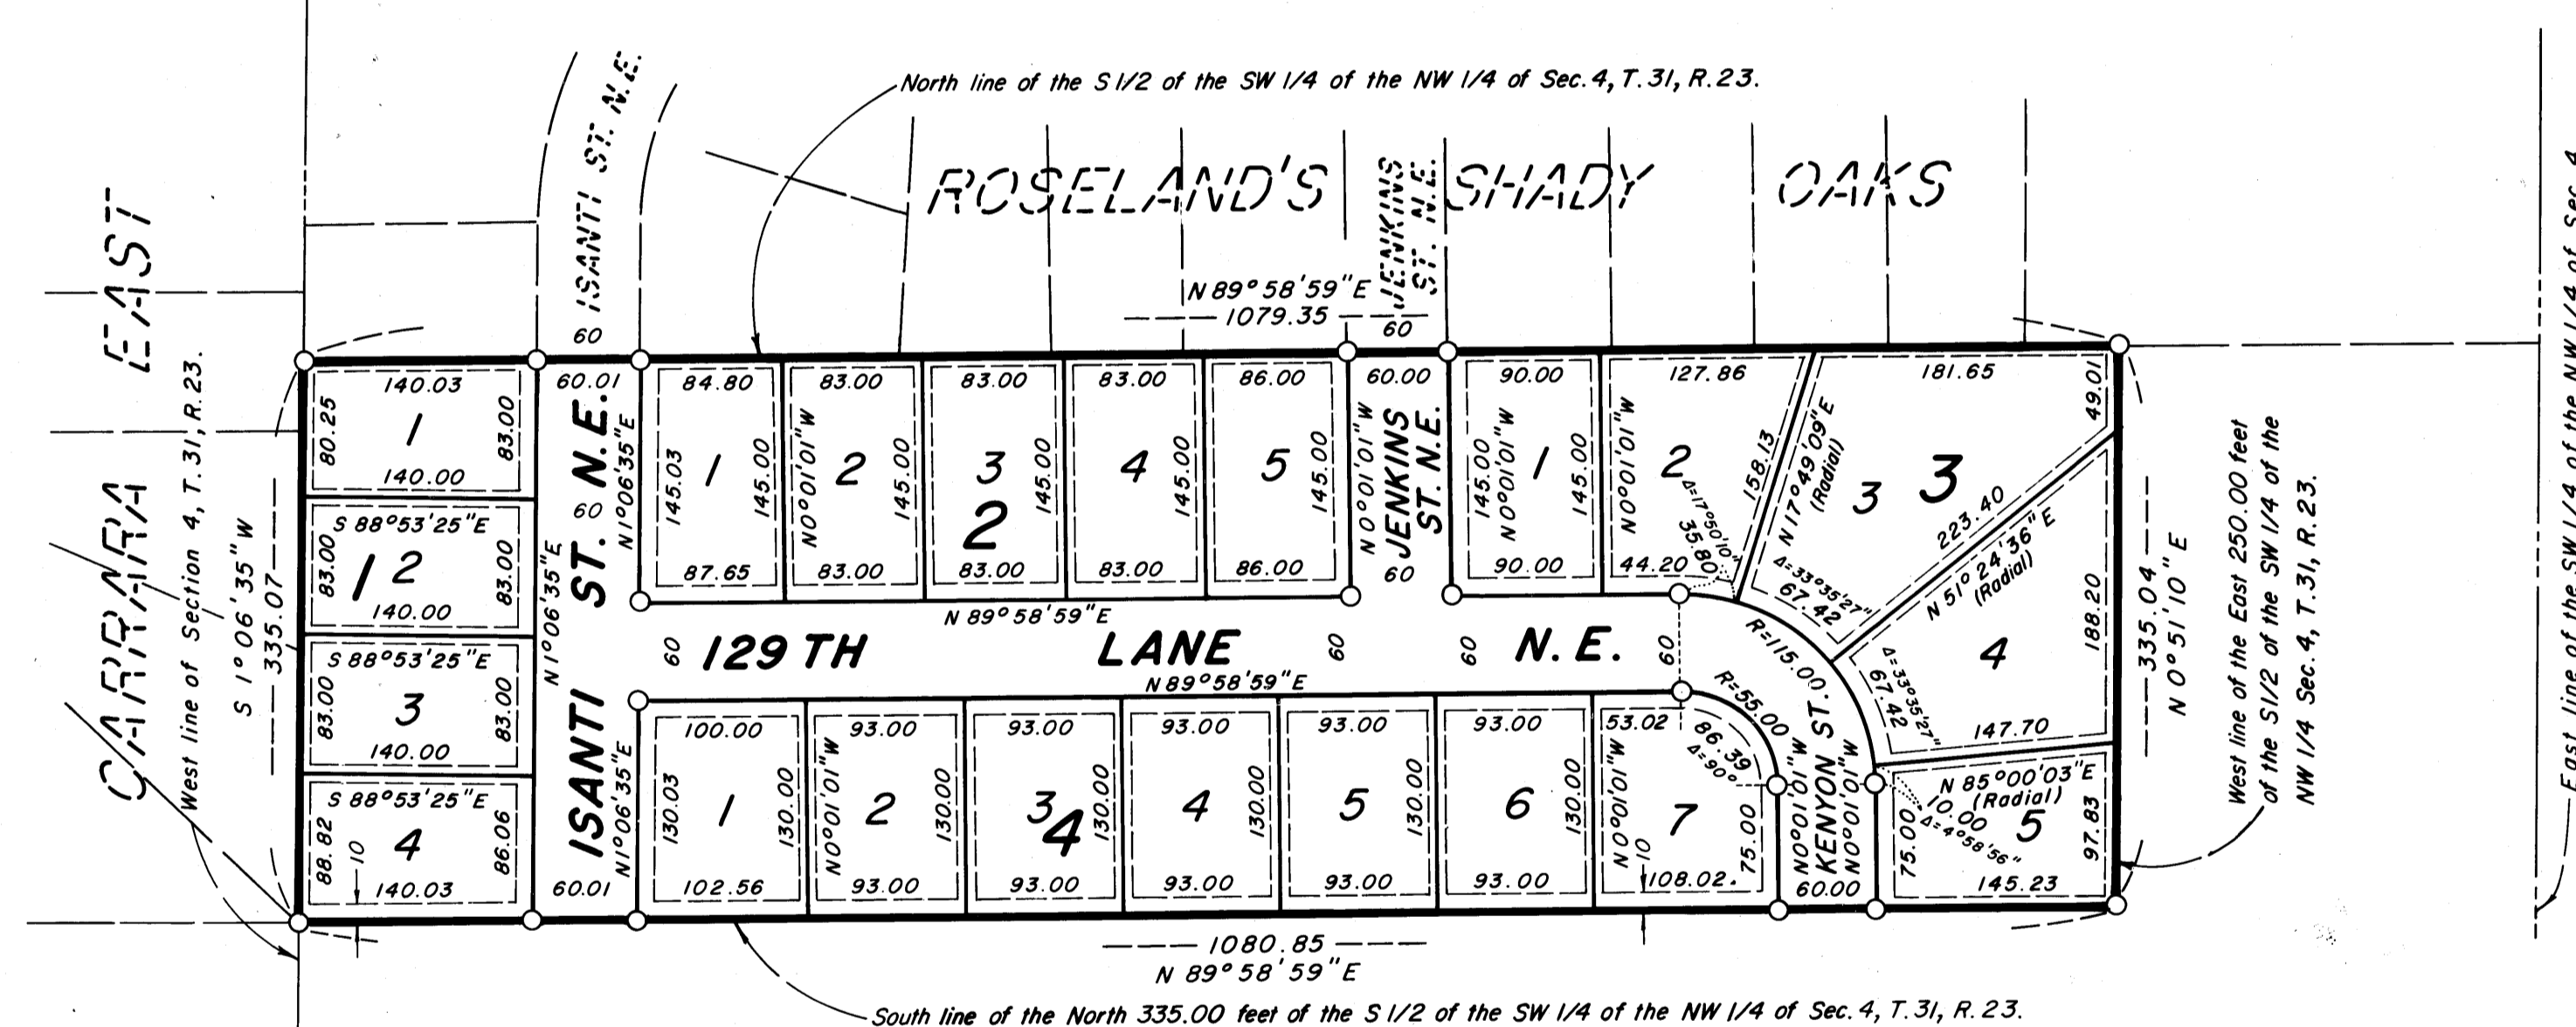 North line of the S 1/2 of the SW 1/4 of the NW 1/4 of Sec. 4, T. 31, R. 23.
ISANTI ST. N.E.
ROSELAND'S SHADY OAKS
JENKINS
ST. N.E.
CARRARA EAST
N 89° 58' 59" E
1079.35
60
60
West line of Section 4, T. 31, R. 23.
S 1° 06' 35" W
335.07
140.03
80.25
1
83.00
140.00
S 88° 53' 25" E
83.00
1
2
83.00
140.00
S 88° 53' 25" E
83.00
3
83.00
140.00
S 88° 53' 25" E
88.82
10
4
86.06
140.03
60.01
ISANTI ST. N.E.
60
N 1° 06' 35" E
N 1° 06' 35" E
N 1° 06' 35" E
60.01
84.80
145.03
1
145.00
87.65
83.00
N 0° 01' 01" W
2
145.00
83.00
83.00
3
2
145.00
83.00
83.00
4
145.00
83.00
86.00
5
145.00
86.00
60.00
N 0° 01' 01" W
JENKINS
ST. N.E.
60
90.00
145.00
N 0° 01' 01" W
1
145.00
90.00
127.86
N 0° 01' 01" W
2
Δ=17° 50' 10"
35.80
44.20
158.13
N 17° 49' 09" E
(Radial)
181.65
49.01
3
3
Δ=33° 35' 27"
67.42
223.40
N 51° 24' 36" E
(Radial)
4
188.20
Δ=33° 35' 27"
67.42
147.70
N 85° 00' 03" E
(Radial)
10.00
Δ=4° 58' 56"
5
75.00
97.83
145.23
335.04
N 0° 51' 10" E
West line of the East 250.00 feet
of the S 1/2 of the SW 1/4 of the
NW 1/4 Sec. 4, T. 31, R. 23.
N 89° 58' 59" E
60
129 TH LANE N.E.
60
60
60
N 89° 58' 59" E
R=115.00
R=55.00
KENYON ST.
N 0° 01' 01" W
N 0° 01' 01" W
60.00
100.00
130.03
1
130.00
102.56
93.00
N 0° 01' 01" W
2
130.00
93.00
93.00
3
4
130.00
93.00
93.00
4
130.00
93.00
93.00
5
130.00
93.00
93.00
6
130.00
93.00
53.02
86.39
Δ=90°
N 0° 01' 01" W
7
10
75.00
108.02
1080.85
N 89° 58' 59" E
South line of the North 335.00 feet of the S 1/2 of the SW 1/4 of the NW 1/4 of Sec. 4, T. 31, R. 23.
East line of the SW 1/4 of the NW 1/4 of Sec. 4